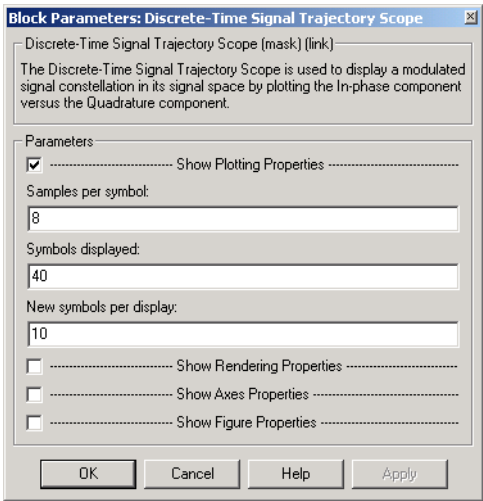 Block Parameters: Discrete-Time Signal Trajectory Scope
Discrete-Time Signal Trajectory Scope (mask) (link)
The Discrete-Time Signal Trajectory Scope is used to display a modulated
signal constellation in its signal space by plotting the In-phase component
versus the Quadrature component.
Parameters
---------------------------- Show Plotting Properties ------------------------------
Samples per symbol:
8
Symbols displayed:
40
New symbols per display:
10
---------------------------- Show Rendering Properties --------------------------
---------------------------- Show Axes Properties ----------------------------------
---------------------------- Show Figure Properties --------------------------------
OK Cancel Help Apply